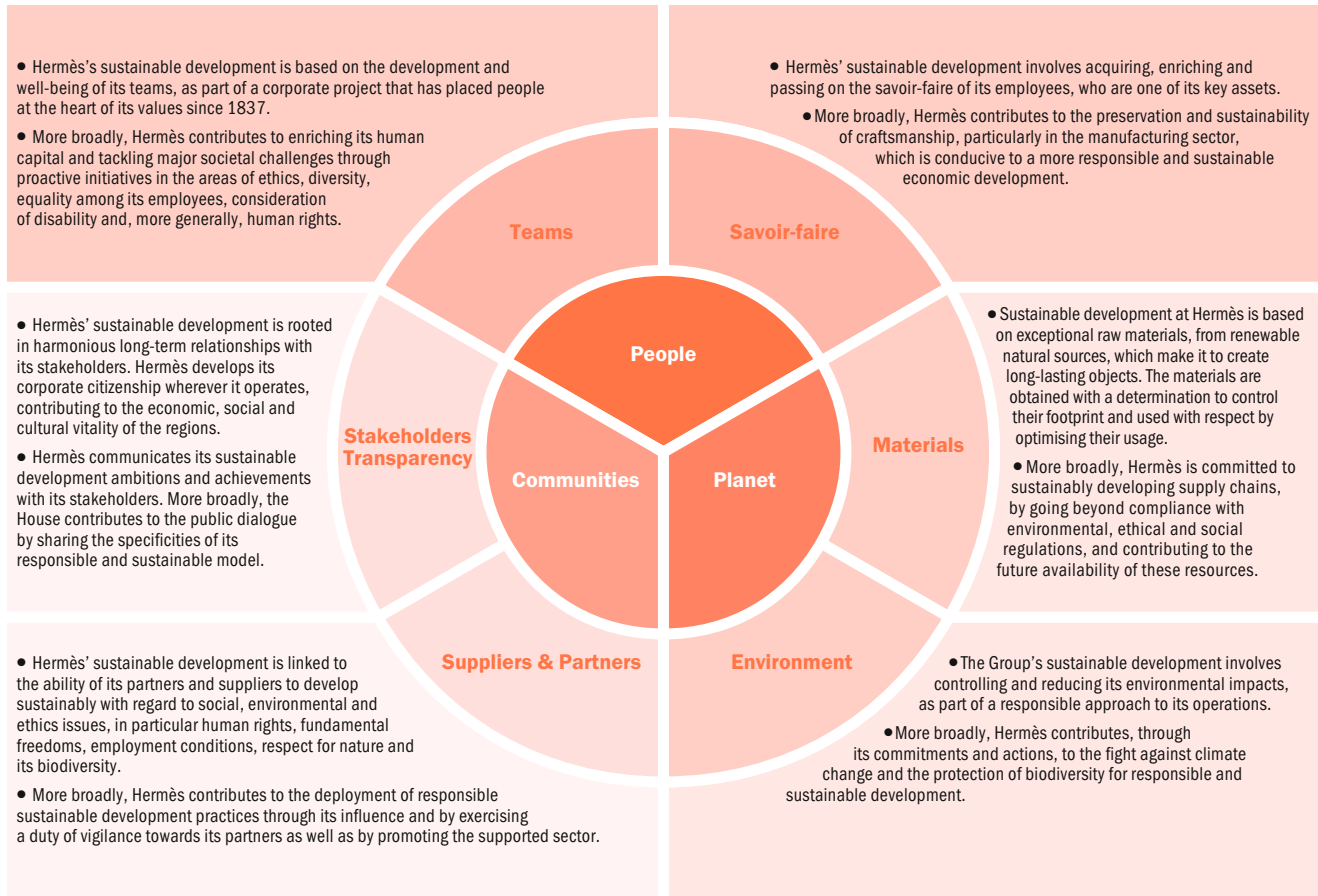 ● Hermès's sustainable development is based on the development and
well-being of its teams, as part of a corporate project that has placed people
at the heart of its values since 1837.
● More broadly, Hermès contributes to enriching its human
capital and tackling major societal challenges through
proactive initiatives in the areas of ethics, diversity,
equality among its employees, consideration
of disability and, more generally, human rights.
● Hermès' sustainable development involves acquiring, enriching and
passing on the savoir-faire of its employees, who are one of its key assets.
● More broadly, Hermès contributes to the preservation and sustainability
of craftsmanship, particularly in the manufacturing sector,
which is conducive to a more responsible and sustainable
economic development.
Teams
Savoir-faire
● Hermès' sustainable development is rooted
in harmonious long-term relationships with
its stakeholders. Hermès develops its
corporate citizenship wherever it operates,
contributing to the economic, social and
cultural vitality of the regions.
● Hermès communicates its sustainable
development ambitions and achievements
with its stakeholders. More broadly, the
House contributes to the public dialogue
by sharing the specificities of its
responsible and sustainable model.
People
Stakeholders
Transparency
Communities
Planet
Materials
● Sustainable development at Hermès is based
on exceptional raw materials, from renewable
natural sources, which make it to create
long-lasting objects. The materials are
obtained with a determination to control
their footprint and used with respect by
optimising their usage.
● More broadly, Hermès is committed to
sustainably developing supply chains,
by going beyond compliance with
environmental, ethical and social
regulations, and contributing to the
future availability of these resources.
Suppliers & Partners
Environment
● Hermès' sustainable development is linked to
the ability of its partners and suppliers to develop
sustainably with regard to social, environmental and
ethics issues, in particular human rights, fundamental
freedoms, employment conditions, respect for nature and
its biodiversity.
● More broadly, Hermès contributes to the deployment of responsible
sustainable development practices through its influence and by exercising
a duty of vigilance towards its partners as well as by promoting the supported sector.
● The Group's sustainable development involves
controlling and reducing its environmental impacts,
as part of a responsible approach to its operations.
● More broadly, Hermès contributes, through
its commitments and actions, to the fight against climate
change and the protection of biodiversity for responsible and
sustainable development.